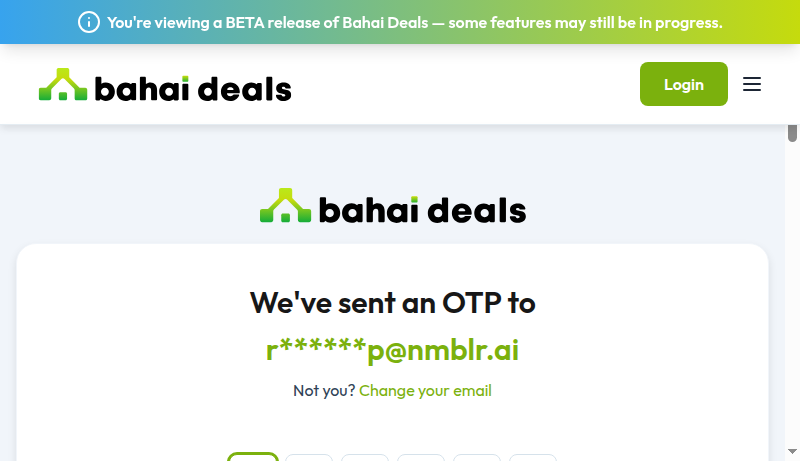 You're viewing a BETA release of Bahai Deals — some features may still be in progress.
bahai deals
Login
bahai deals
We've sent an OTP to
r******p@nmblr.ai
Not you? Change your email